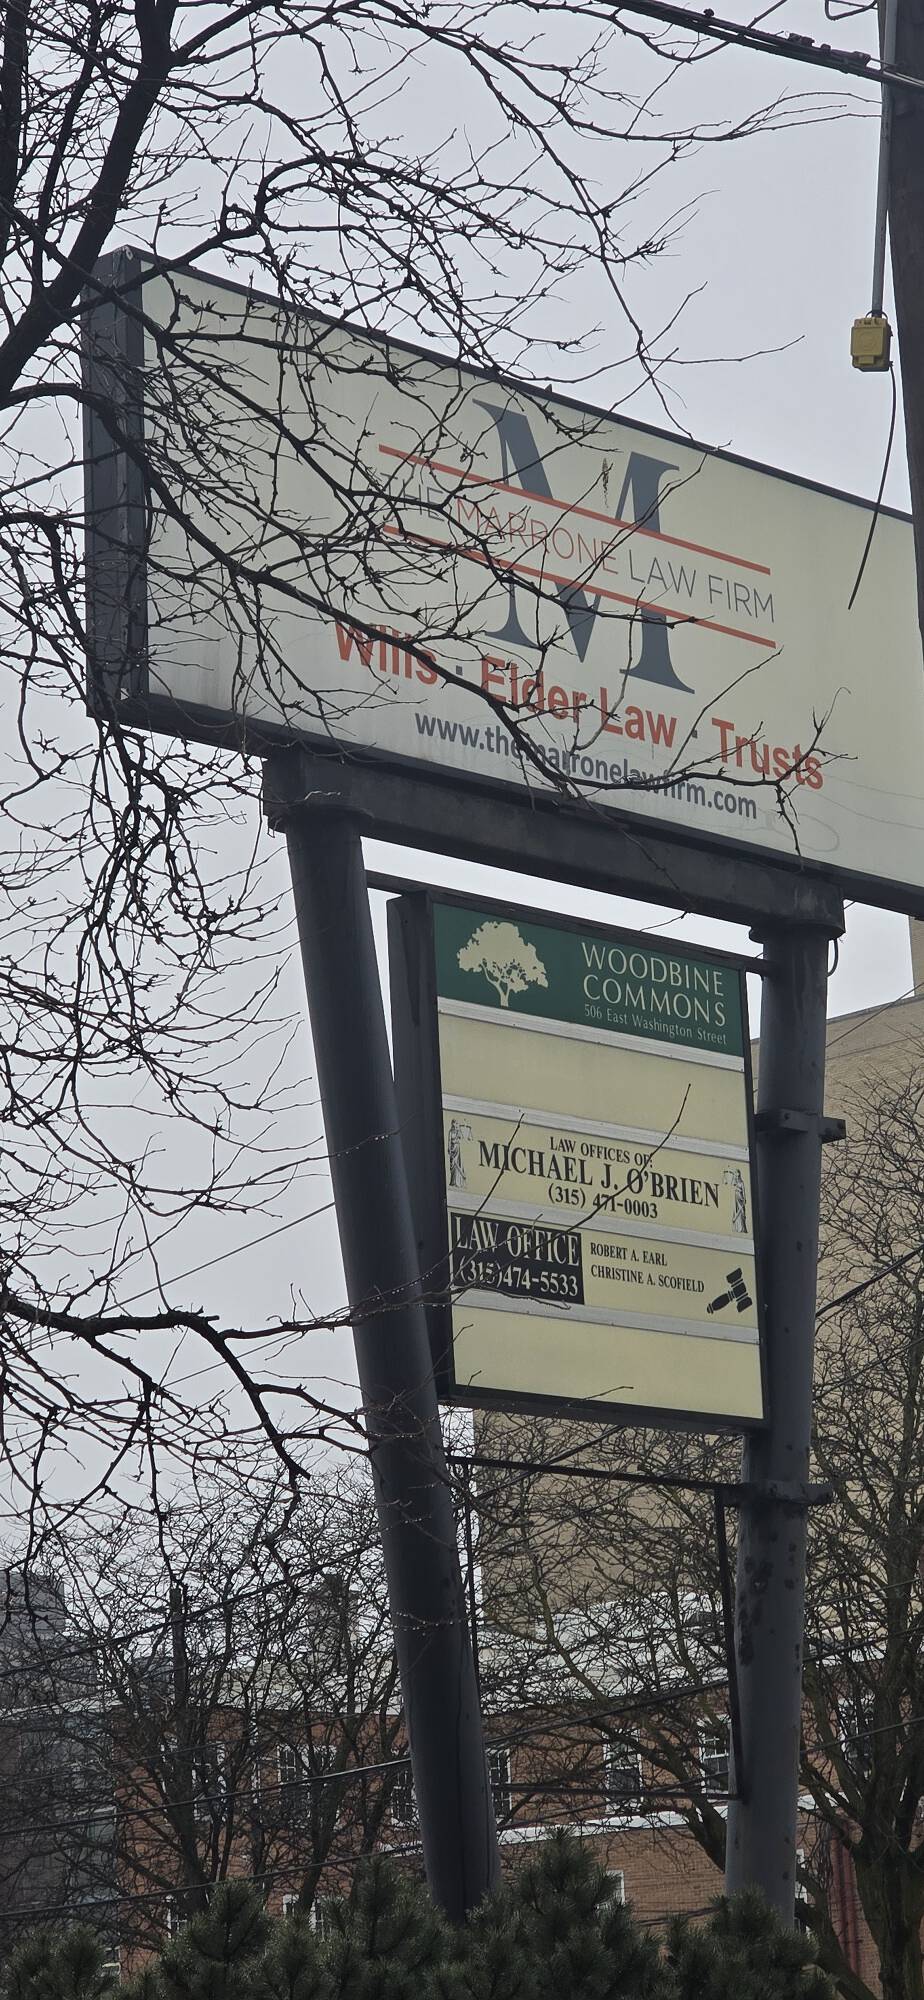 M
THE MARRONE LAW FIRM
Wills · Elder Law · Trusts
www.themarronelawfirm.com
WOODBINE
COMMONS
506 East Washington Street
LAW OFFICES OF:
MICHAEL J. O'BRIEN
(315) 471-0003
LAW OFFICE
(315)474-5533
ROBERT A. EARL
CHRISTINE A. SCOFIELD